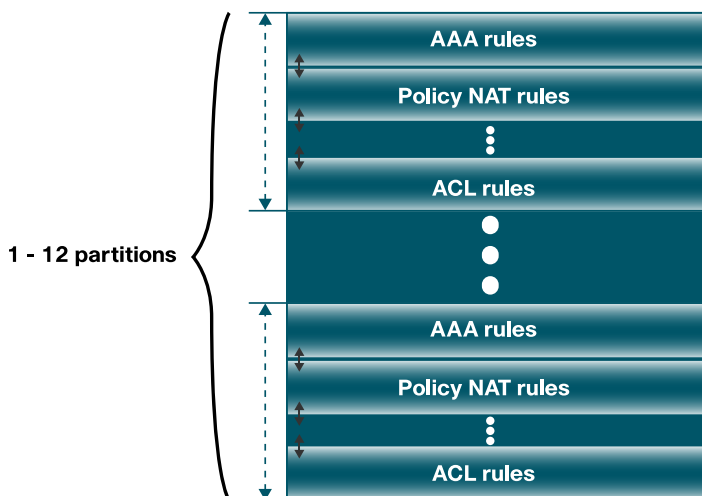 AAA rules
Policy NAT rules
ACL rules
1 - 12 partitions
AAA rules
Policy NAT rules
ACL rules